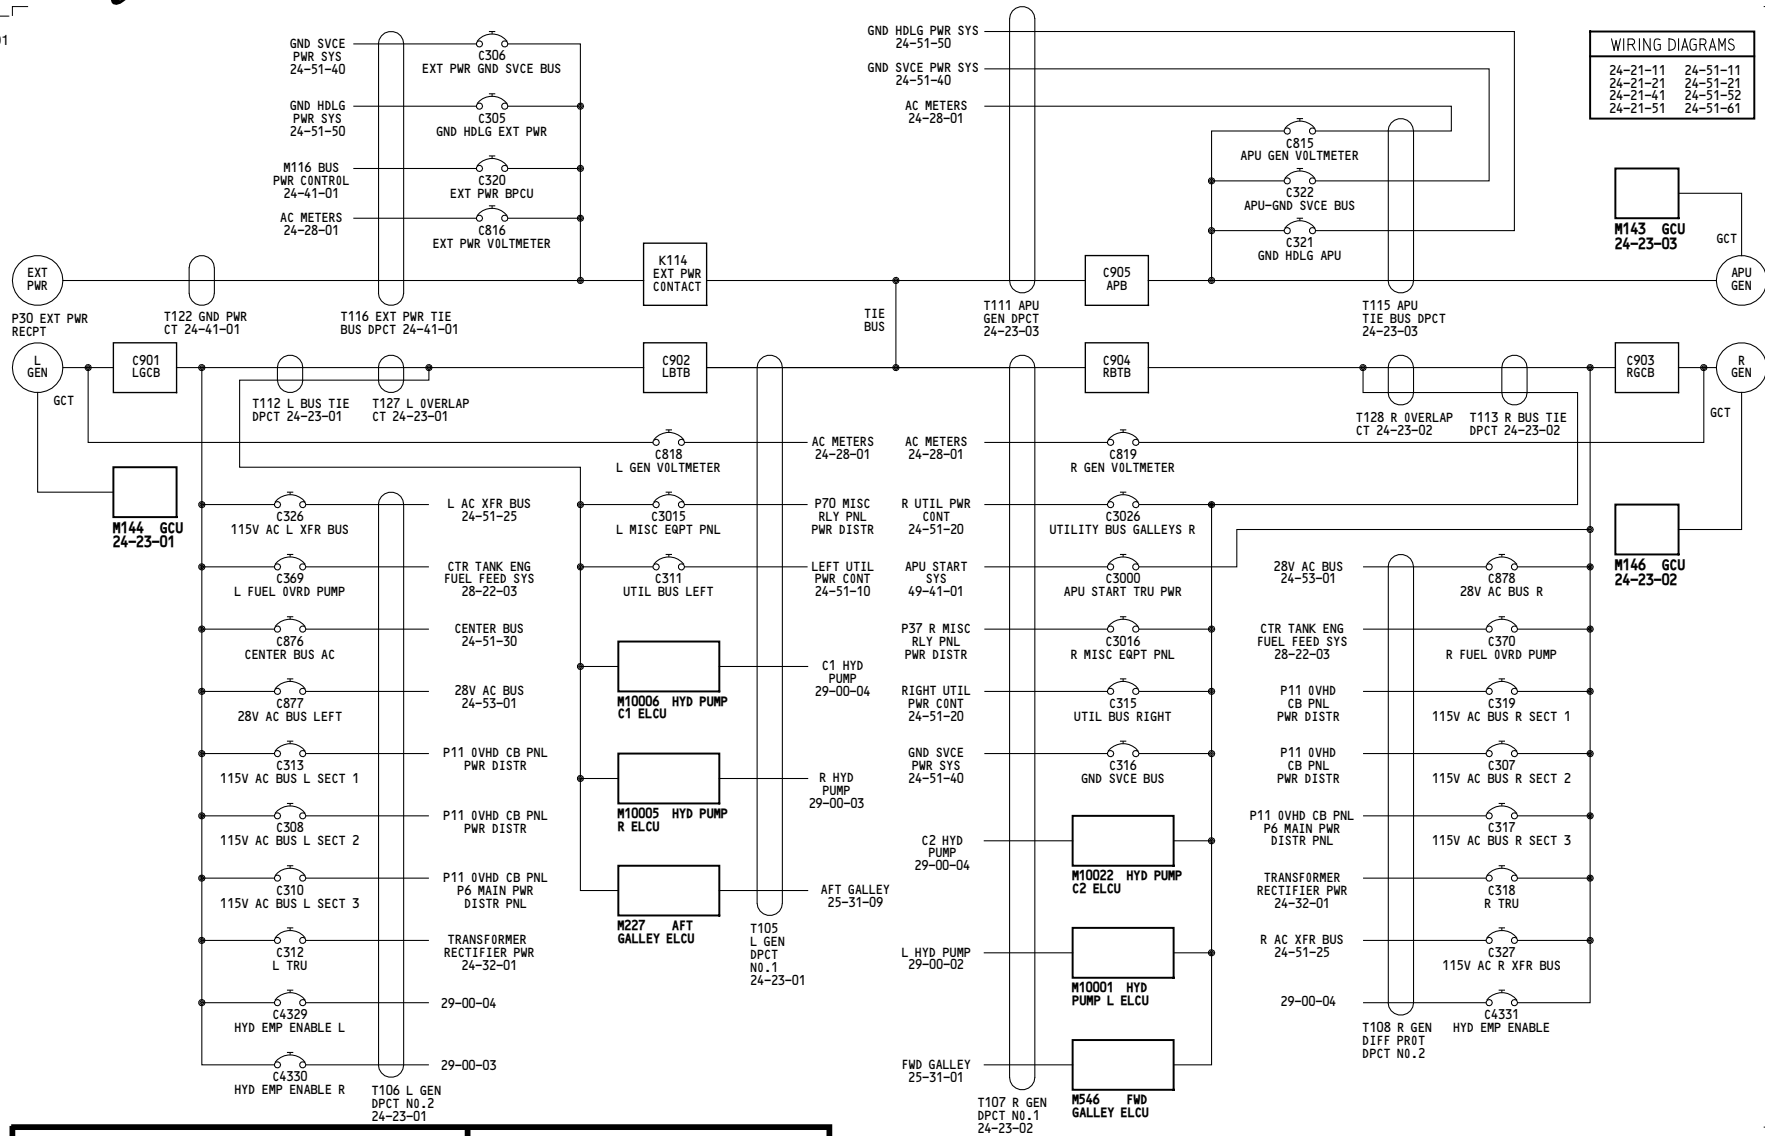 GND SVCE
PWR SYS
24-51-40
C306
EXT PWR GND SVCE BUS
GND HDLG
PWR SYS
24-51-50
C305
GND HDLG EXT PWR
M116 BUS
PWR CONTROL
24-41-01
C320
EXT PWR BPCU
AC METERS
24-28-01
C816
EXT PWR VOLTMETER
GND HDLG PWR SYS
24-51-50
GND SVCE PWR SYS
24-51-40
AC METERS
24-28-01
C815
APU GEN VOLTMETER
C322
APU-GND SVCE BUS
C321
GND HDLG APU
WIRING DIAGRAMS
24-21-11 24-51-11
24-21-21 24-51-21
24-21-41 24-51-52
24-21-51 24-51-61
M143 GCU
24-23-03
GCT
EXT
PWR
P30 EXT PWR
RECPT
T122 GND PWR
CT 24-41-01
T116 EXT PWR TIE
BUS DPCT 24-41-01
K114
EXT PWR
CONTACT
TIE
BUS
T111 APU
GEN DPCT
24-23-03
C905
APB
T115 APU
TIE BUS DPCT
24-23-03
APU
GEN
L
GEN
GCT
C901
LGCB
T112 L BUS TIE
DPCT 24-23-01
T127 L OVERLAP
CT 24-23-01
C902
LBTB
C904
RBTB
T128 R OVERLAP
CT 24-23-02
T113 R BUS TIE
DPCT 24-23-02
C903
RGCB
R
GEN
GCT
M144 GCU
24-23-01
C326
115V AC L XFR BUS
L AC XFR BUS
24-51-25
C369
L FUEL OVRD PUMP
CTR TANK ENG
FUEL FEED SYS
28-22-03
C876
CENTER BUS AC
CENTER BUS
24-51-30
C877
28V AC BUS LEFT
28V AC BUS
24-53-01
C313
115V AC BUS L SECT 1
P11 OVHD CB PNL
PWR DISTR
C308
115V AC BUS L SECT 2
P11 OVHD CB PNL
PWR DISTR
C310
115V AC BUS L SECT 3
P11 OVHD CB PNL
P6 MAIN PWR
DISTR PNL
C312
L TRU
TRANSFORMER
RECTIFIER PWR
24-32-01
C4329
HYD EMP ENABLE L
29-00-04
C4330
HYD EMP ENABLE R
29-00-03
T106 L GEN
DPCT NO.2
24-23-01
C818
L GEN VOLTMETER
AC METERS
24-28-01
C3015
L MISC EQPT PNL
P70 MISC
RLY PNL
PWR DISTR
C311
UTIL BUS LEFT
LEFT UTIL
PWR CONT
24-51-10
M10006 HYD PUMP
C1 ELCU
C1 HYD
PUMP
29-00-04
M10005 HYD PUMP
R ELCU
R HYD
PUMP
29-00-03
M227 AFT
GALLEY ELCU
AFT GALLEY
25-31-09
T105
L GEN
DPCT
NO.1
24-23-01
AC METERS
24-28-01
C819
R GEN VOLTMETER
R UTIL PWR
CONT
24-51-20
C3026
UTILITY BUS GALLEYS R
APU START
SYS
49-41-01
C3000
APU START TRU PWR
P37 R MISC
RLY PNL
PWR DISTR
C3016
R MISC EQPT PNL
RIGHT UTIL
PWR CONT
24-51-20
C315
UTIL BUS RIGHT
GND SVCE
PWR SYS
24-51-40
C316
GND SVCE BUS
C2 HYD
PUMP
29-00-04
M10022 HYD PUMP
C2 ELCU
L HYD PUMP
29-00-02
M10001 HYD
PUMP L ELCU
FWD GALLEY
25-31-01
M546 FWD
GALLEY ELCU
T107 R GEN
DPCT NO.1
24-23-02
28V AC BUS
24-53-01
C878
28V AC BUS R
CTR TANK ENG
FUEL FEED SYS
28-22-03
C370
R FUEL OVRD PUMP
P11 OVHD
CB PNL
PWR DISTR
C319
115V AC BUS R SECT 1
P11 OVHD
CB PNL
PWR DISTR
C307
115V AC BUS R SECT 2
P11 OVHD CB PNL
P6 MAIN PWR
DISTR PNL
C317
115V AC BUS R SECT 3
TRANSFORMER
RECTIFIER PWR
24-32-01
C318
R TRU
R AC XFR BUS
24-51-25
C327
115V AC R XFR BUS
29-00-04
C4331
HYD EMP ENABLE
T108 R GEN
DIFF PROT
DPCT NO.2
M146 GCU
24-23-02